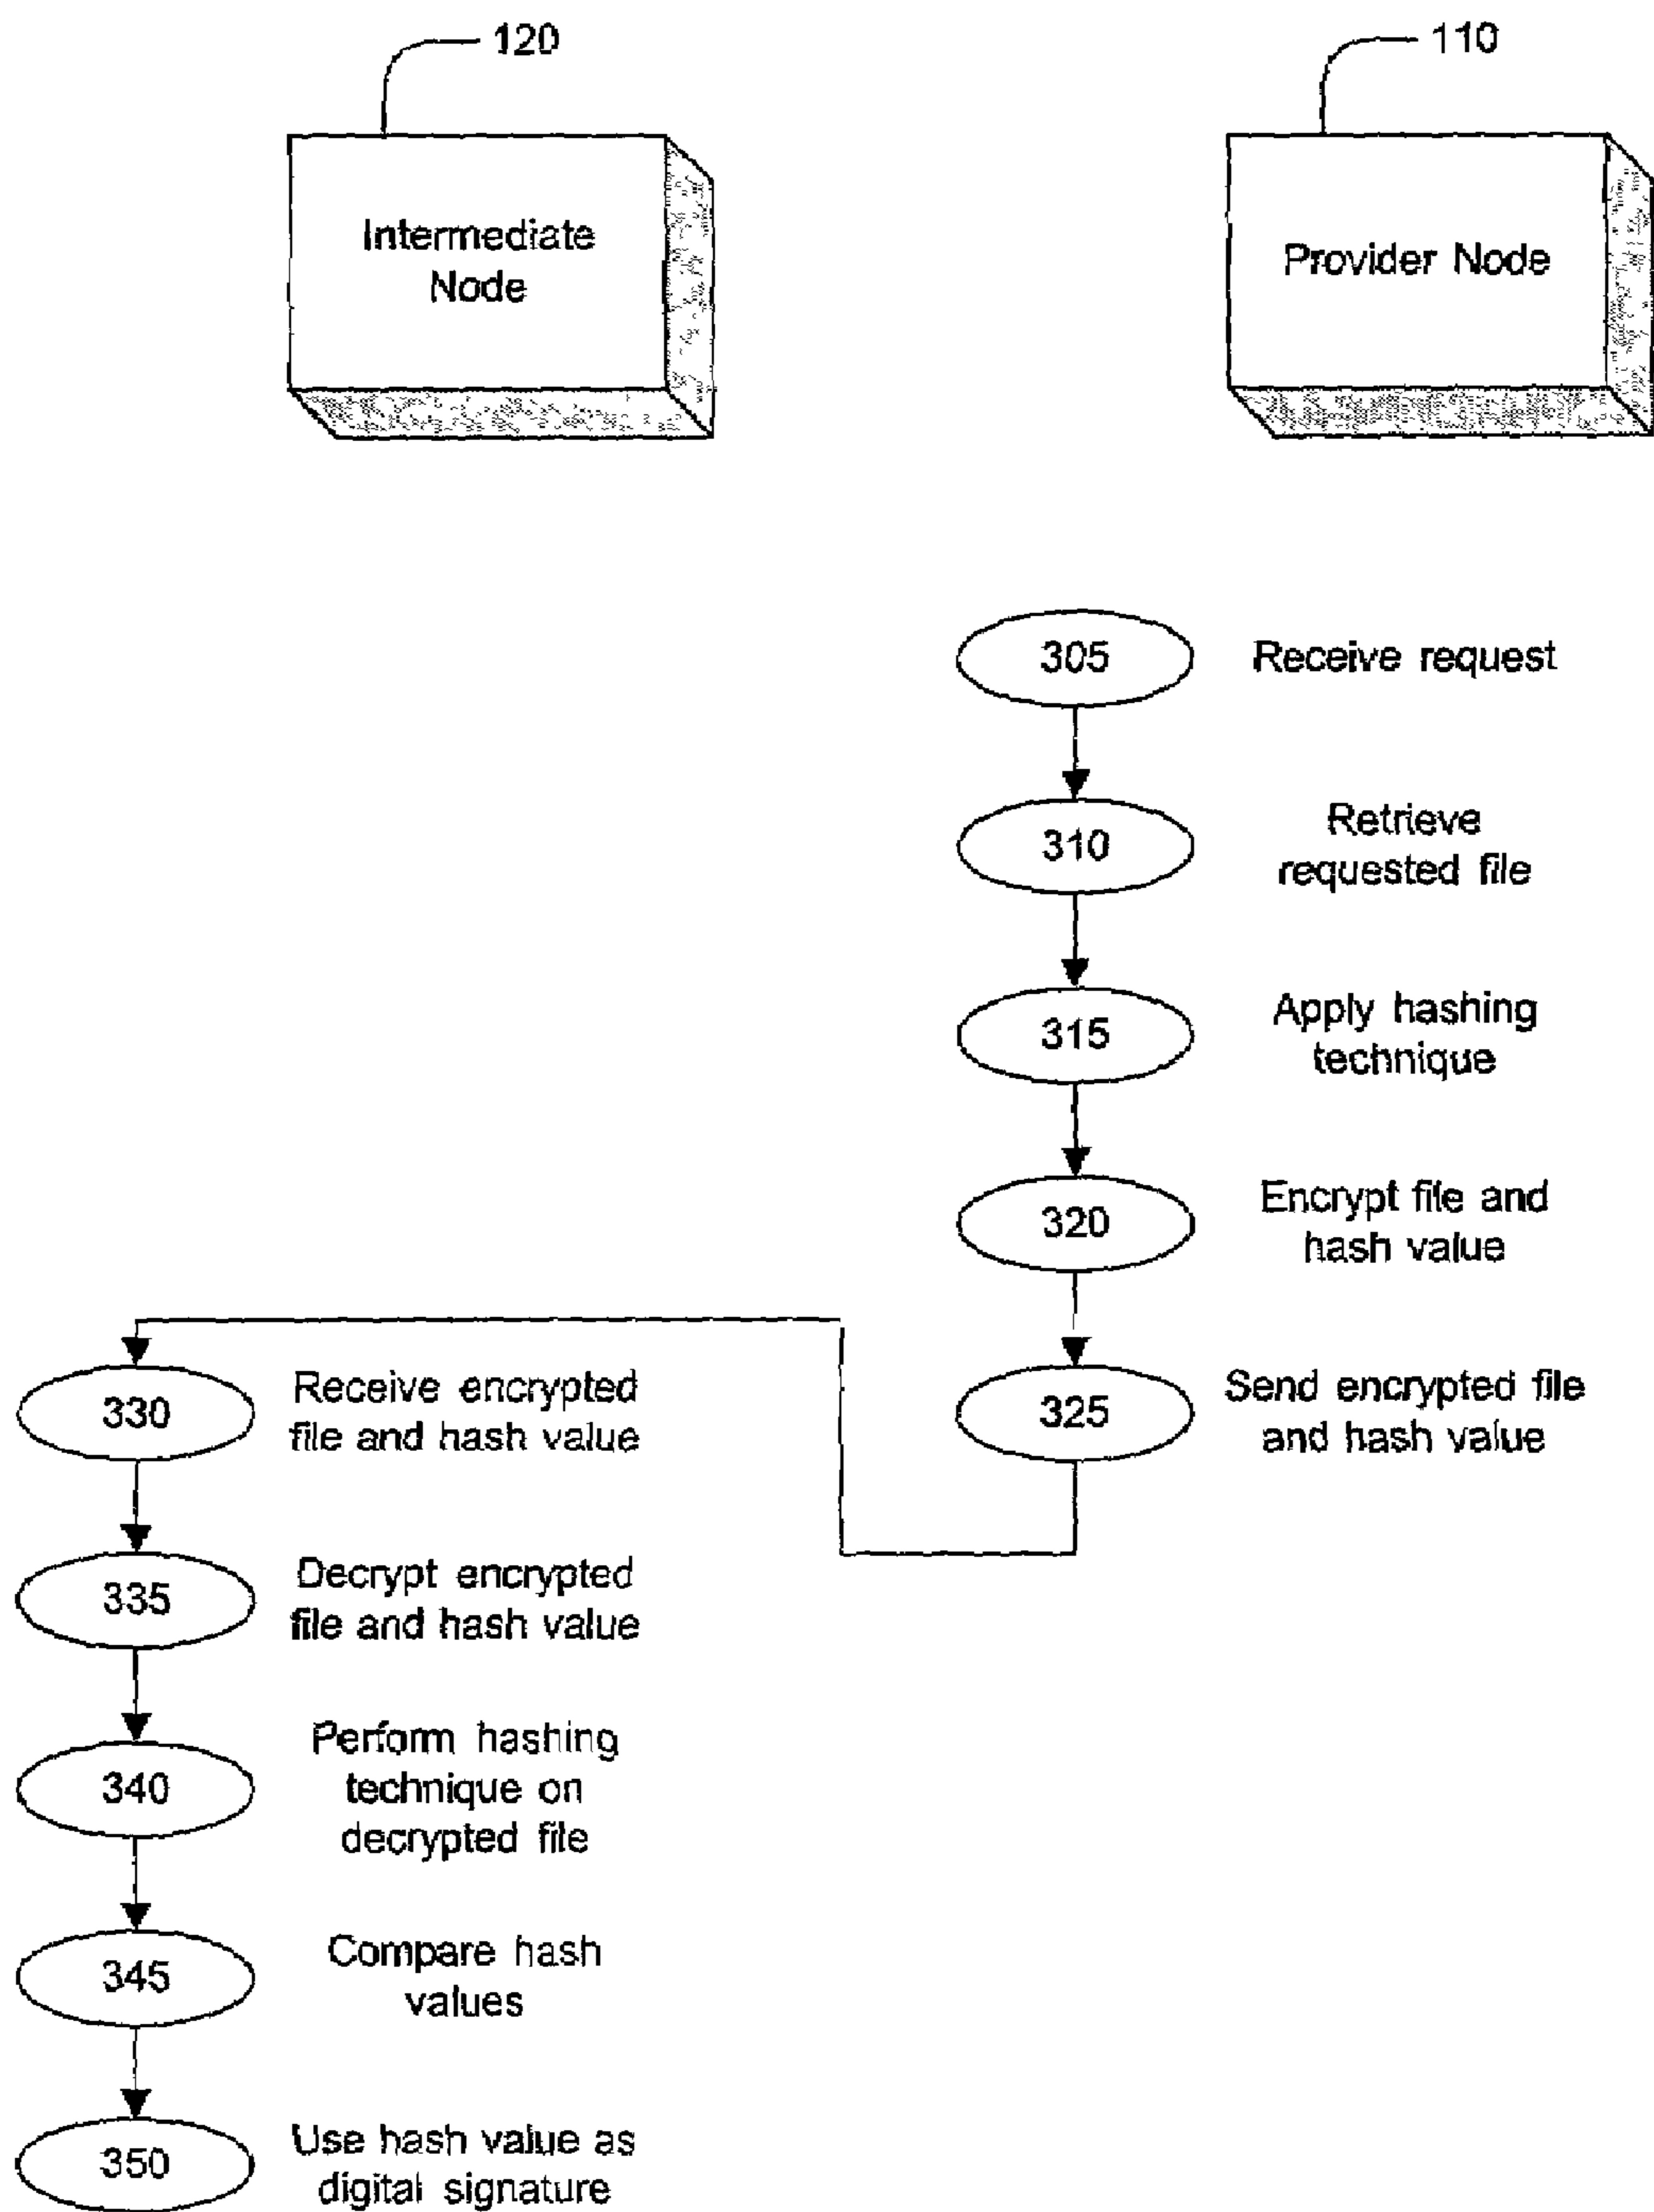 120
110
Intermediate
Node
Provider Node
305
Receive request
310
Retrieve
requested file
315
Apply hashing
technique
320
Encrypt file and
hash value
325
Send encrypted file
and hash value
330
Receive encrypted
file and hash value
335
Decrypt encrypted
file and hash value
340
Perform hashing
technique on
decrypted file
345
Compare hash
values
350
Use hash value as
digital signature